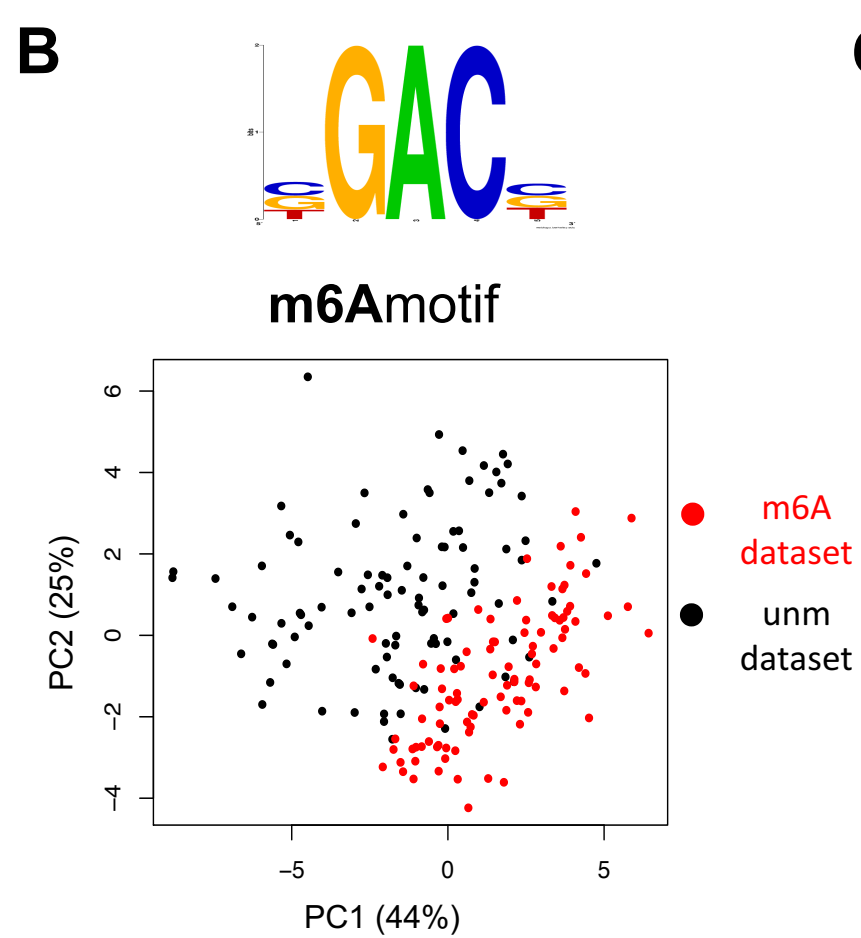 B
C
GAC
C
G
T
C
G
T
m6Amotif
6
4
2
0
−2
−4
PC2 (25%)
−5 0 5
PC1 (44%)
m6A
dataset
unm
dataset